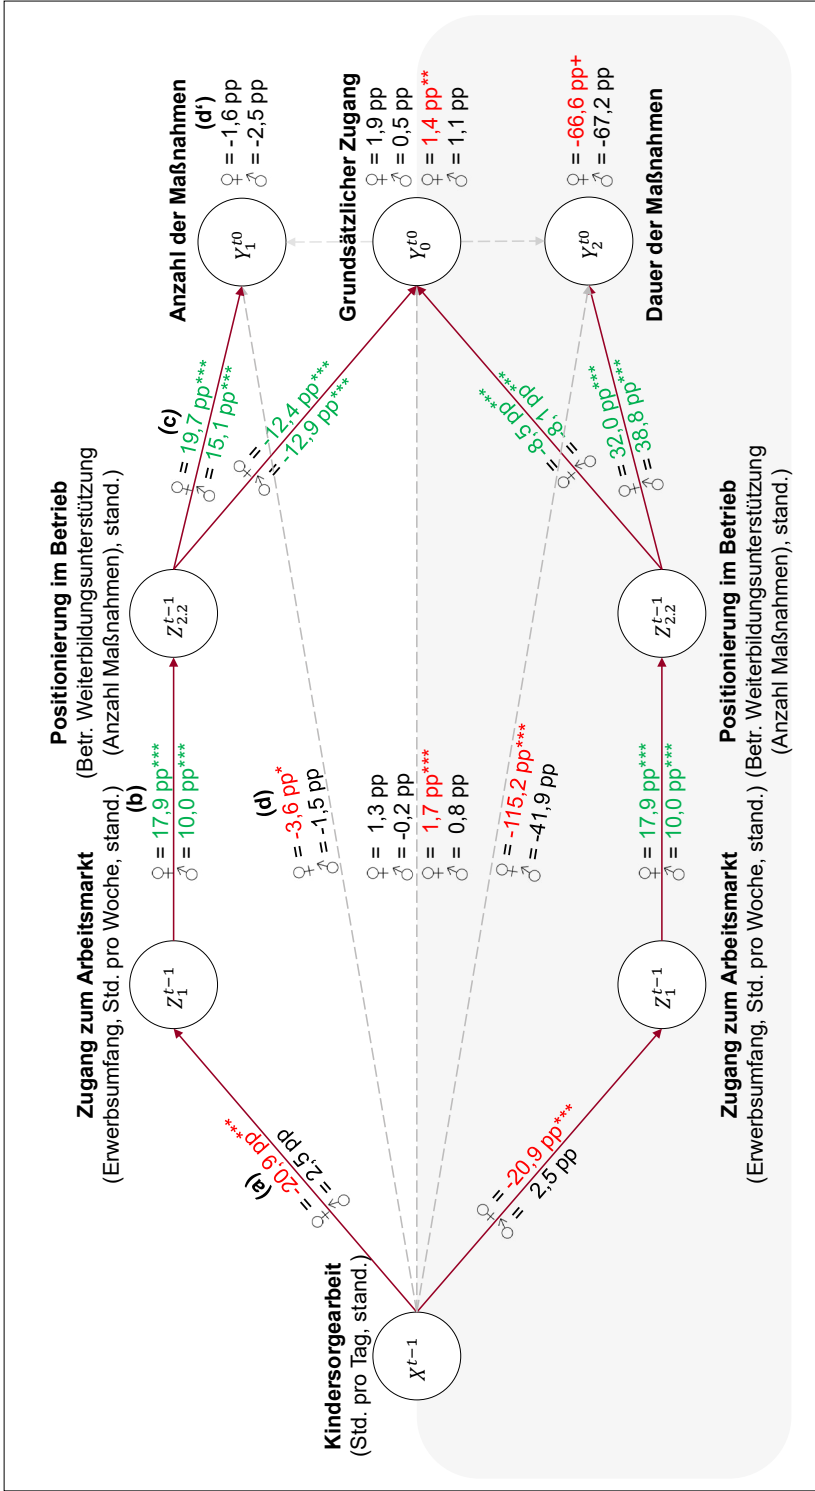 Kindersorgearbeit
(Std. pro Tag, stand.)
X^{t−1}
(a)
♀ = -20,9 pp***
♂ = 2,5 pp
♀ = -20,9 pp***
♂ = 2,5 pp
Zugang zum Arbeitsmarkt
(Erwerbsumfang, Std. pro Woche, stand.)
Z_1^{t−1}
(b)
♀ = 17,9 pp***
♂ = 10,0 pp***
Positionierung im Betrieb
(Betr. Weiterbildungsunterstützung
(Anzahl Maßnahmen), stand.)
Z_{2.2}^{t−1}
(c)
♀ = 19,7 pp***
♂ = 15,1 pp***
♀ = -12,4 pp***
♂ = -12,9 pp***
Anzahl der Maßnahmen
Y_1^{t0}
(d‘)
♀ = -1,6 pp
♂ = -2,5 pp
(d)
♀ = -3,6 pp*
♂ = -1,5 pp
♀ = 1,3 pp
♂ = -0,2 pp
♀ = 1,7 pp***
♂ = 0,8 pp
Grundsätzlicher Zugang
Y_0^{t0}
♀ = 1,9 pp
♂ = 0,5 pp
♀ = 1,4 pp**
♂ = 1,1 pp
♀ = -115,2 pp***
♂ = -41,9 pp
♀ = -8,5 pp***
♂ = -8,1 pp***
♀ = 32,0 pp***
♂ = 38,8 pp***
Y_2^{t0}
Dauer der Maßnahmen
♀ = -66,6 pp+
♂ = -67,2 pp
Z_1^{t−1}
Zugang zum Arbeitsmarkt
(Erwerbsumfang, Std. pro Woche, stand.)
♀ = 17,9 pp***
♂ = 10,0 pp***
Z_{2.2}^{t−1}
Positionierung im Betrieb
(Betr. Weiterbildungsunterstützung
(Anzahl Maßnahmen), stand.)